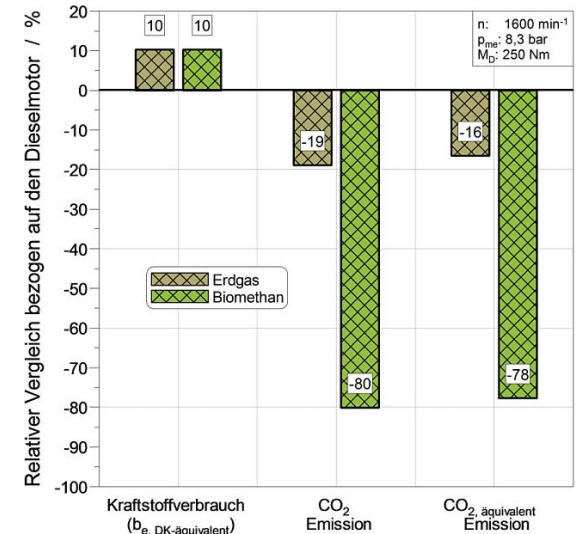 Relativer Vergleich bezogen auf den Dieselmotor / %
20
10
0
-10
-20
-30
-40
-50
-60
-70
-80
-90
-100
n: 1600 min-1
pme: 8,3 bar
MD: 250 Nm
10
10
-19
-80
-16
-78
Erdgas
Biomethan
Kraftstoffverbrauch
(be, DK-äquivalent)
CO2
Emission
CO2, äquivalent
Emission